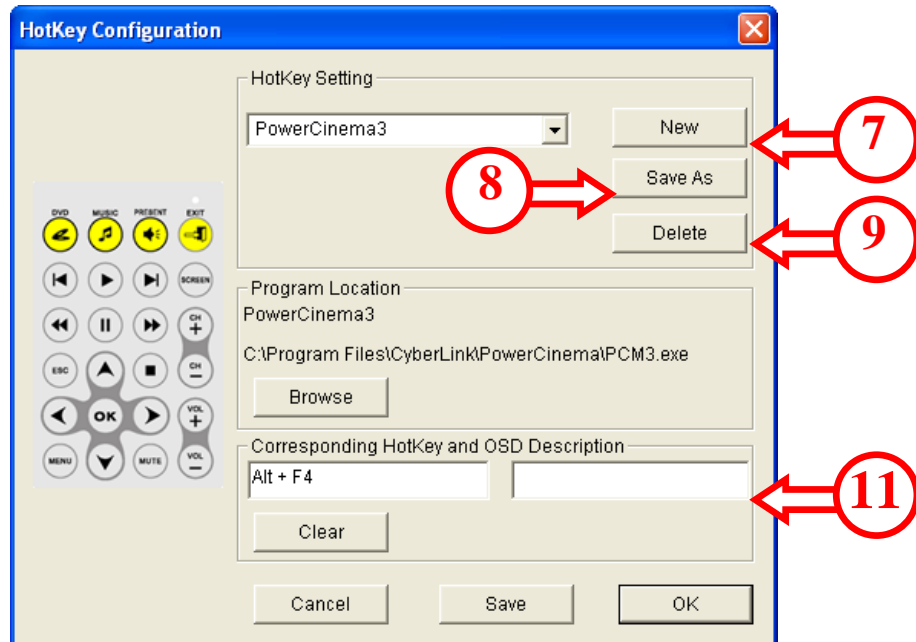 HotKey Configuration
HotKey Setting
PowerCinema3
New
7
8
Save As
Delete
9
DVD MUSIC PRESENT EXIT
SCREEN
CH
+
ESC
CH
−
OK
VOL
+
MENU
MUTE
VOL
−
Program Location
PowerCinema3
C:\Program Files\CyberLink\PowerCinema\PCM3.exe
Browse
Corresponding HotKey and OSD Description
Alt + F4
11
Clear
Cancel
Save
OK